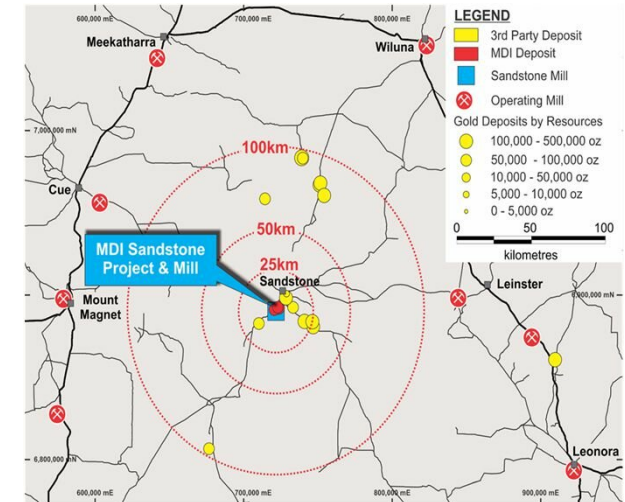 600,000 mE
700,000 mE
800,000 mE
LEGEND
3rd Party Deposit
MDI Deposit
Sandstone Mill
Operating Mill
Gold Deposits by Resources
100,000 - 500,000 oz
50,000 - 100,000 oz
10,000 - 50,000 oz
5,000 - 10,000 oz
0 - 5,000 oz
0 50 100
kilometres
Meekatharra
Wiluna
7,000,000 mN
100km
Cue
50km
MDI Sandstone
Project & Mill
25km
Sandstone
Leinster
Mount
Magnet
6,900,000 mN
Leonora
6,800,000 mN
600,000 mE
700,000 mE
900,000 mE